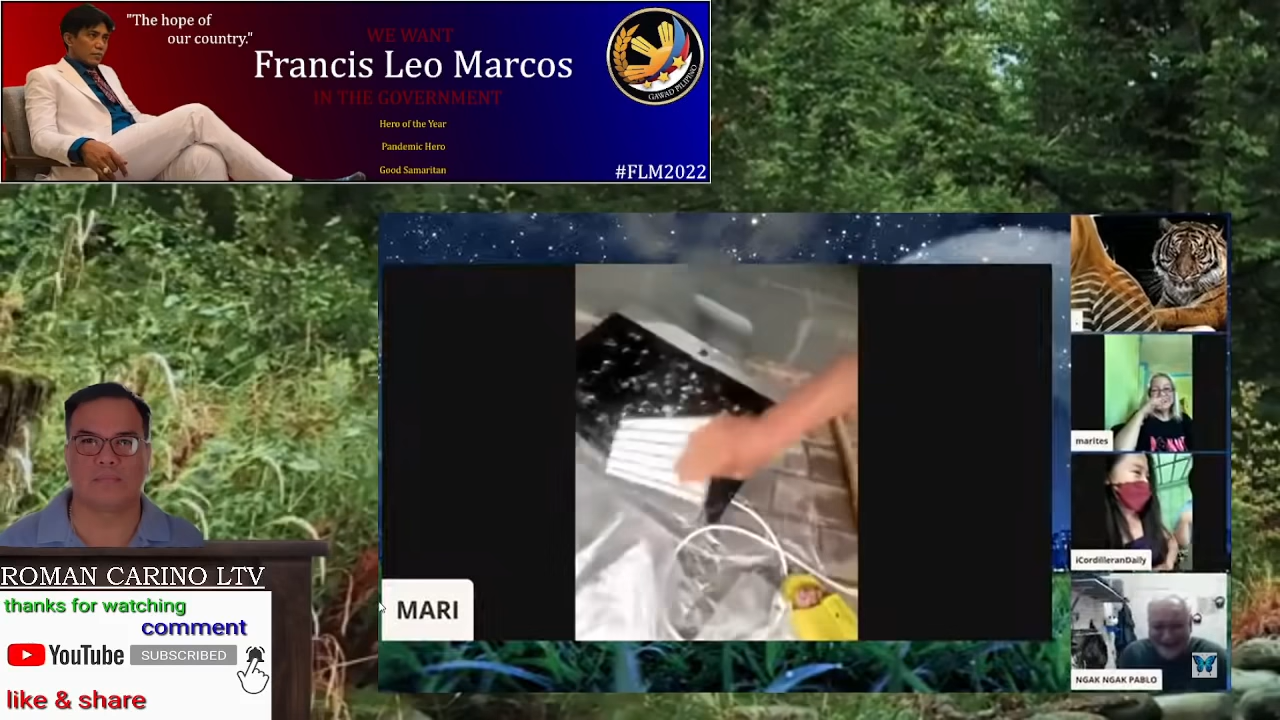 "The hope of
our country."
WE WANT
Francis Leo Marcos
IN THE GOVERNMENT
Hero of the Year
Pandemic Hero
Good Samaritan
#FLM2022
GAWAD PILIPINO
MARI
marites
iCordilleranDaily
NGAK NGAK PABLO
ROMAN CARINO LTV
thanks for watching
comment
YouTube SUBSCRIBED
like & share